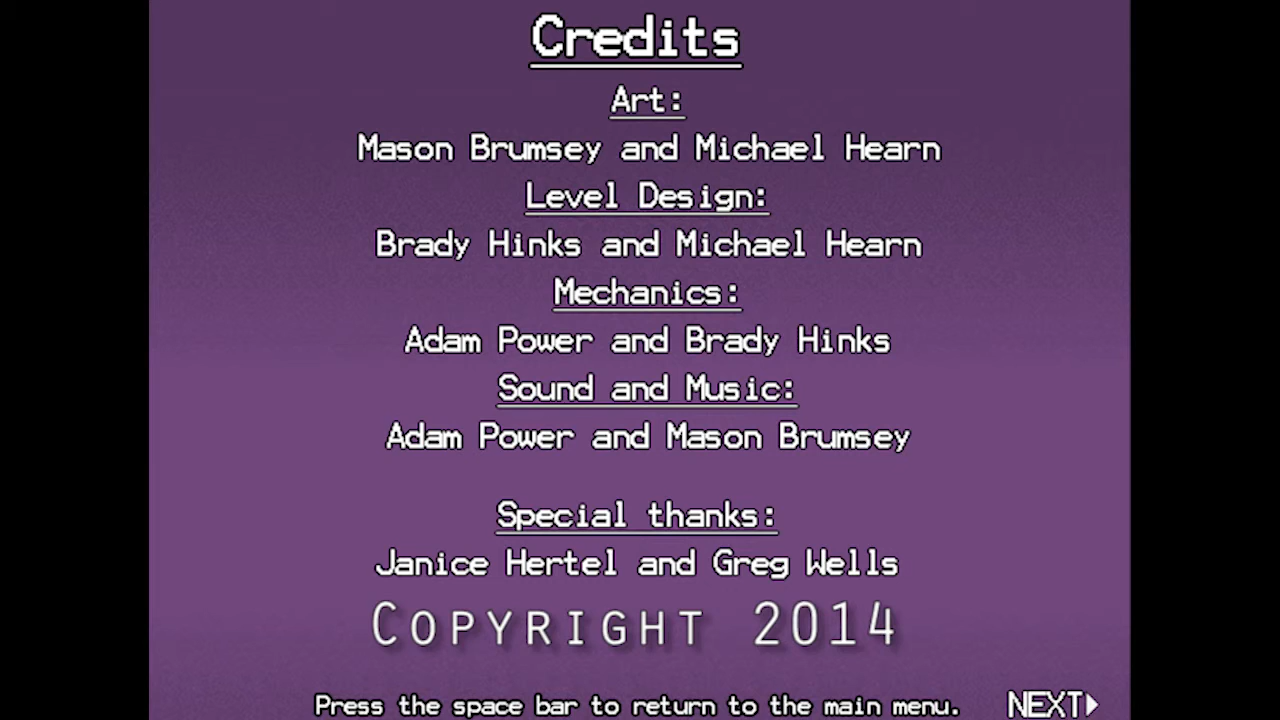 Credits
Art:
Mason Brumsey and Michael Hearn
Level Design:
Brady Hinks and Michael Hearn
Mechanics:
Adam Power and Brady Hinks
Sound and Music:
Adam Power and Mason Brumsey
Special thanks:
Janice Hertel and Greg Wells
COPYRIGHT 2014
Press the space bar to return to the main menu.
NEXT